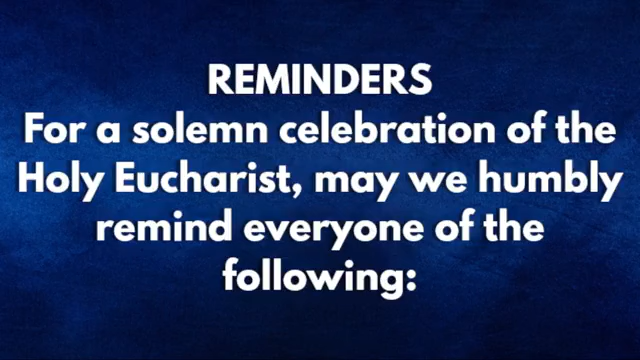 REMINDERS
For a solemn celebration of the
Holy Eucharist, may we humbly
remind everyone of the
following: